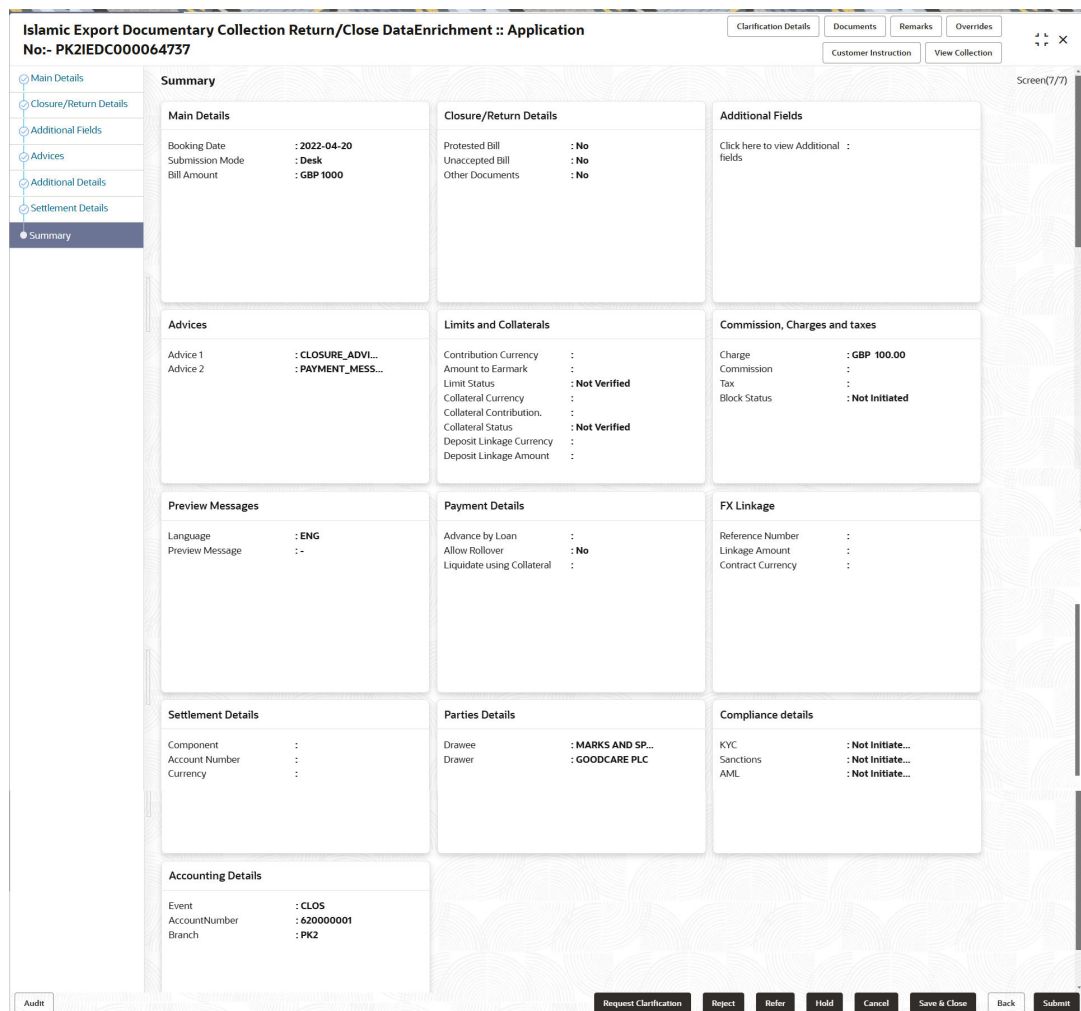 Islamic Export Documentary Collection Return/Close DataEnrichment :: Application
No:- PK2IEDC000064737
Clarification Details
Documents
Remarks
Overrides
Customer Instruction
View Collection
Main Details
Closure/Return Details
Additional Fields
Advices
Additional Details
Settlement Details
Summary
Summary
Screen(7/7)
Main Details
Booking Date : 2022-04-20
Submission Mode : Desk
Bill Amount : GBP 1000
Closure/Return Details
Protested Bill : No
Unaccepted Bill : No
Other Documents : No
Additional Fields
Click here to view Additional :
fields
Advices
Advice 1 : CLOSURE_ADVI...
Advice 2 : PAYMENT_MESS...
Limits and Collaterals
Contribution Currency :
Amount to Earmark :
Limit Status : Not Verified
Collateral Currency :
Collateral Contribution. :
Collateral Status : Not Verified
Deposit Linkage Currency :
Deposit Linkage Amount :
Commission, Charges and taxes
Charge : GBP 100.00
Commission :
Tax :
Block Status : Not Initiated
Preview Messages
Language : ENG
Preview Message : -
Payment Details
Advance by Loan :
Allow Rollover : No
Liquidate using Collateral :
FX Linkage
Reference Number :
Linkage Amount :
Contract Currency :
Settlement Details
Component :
Account Number :
Currency :
Parties Details
Drawee : MARKS AND SP...
Drawer : GOODCARE PLC
Compliance details
KYC : Not Initiate...
Sanctions : Not Initiate...
AML : Not Initiate...
Accounting Details
Event : CLOS
AccountNumber : 620000001
Branch : PK2
Audit
Request Clarification
Reject
Refer
Hold
Cancel
Save & Close
Back
Submit